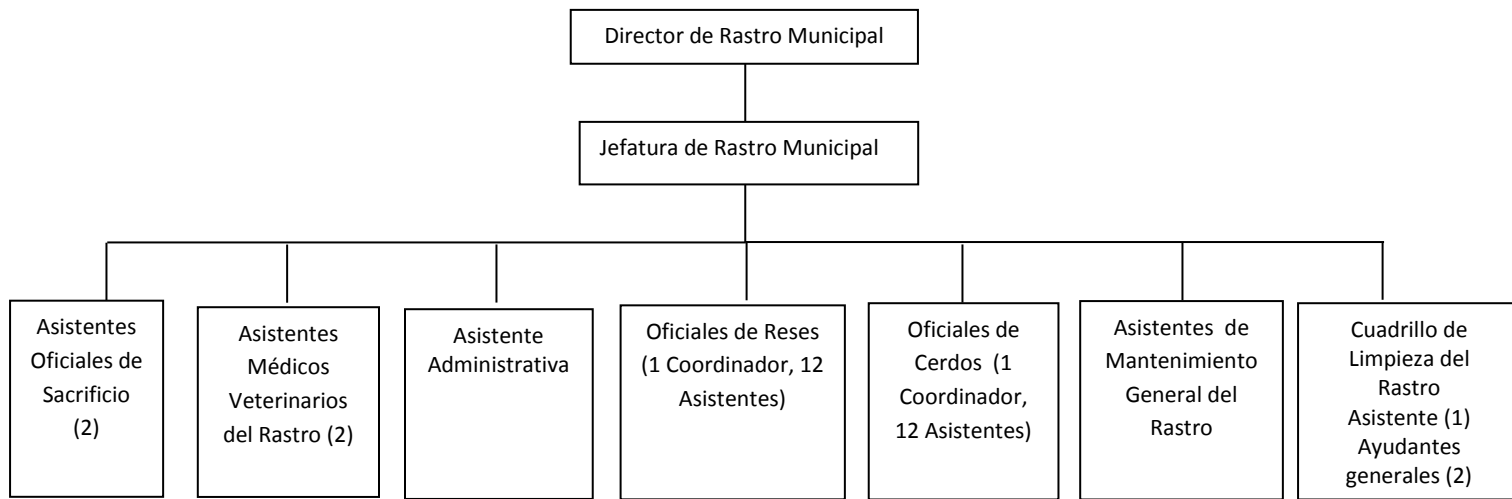 Director de Rastro Municipal
Jefatura de Rastro Municipal
Asistentes
Oficiales de
Sacrificio
(2)
Asistentes
Médicos
Veterinarios
del Rastro (2)
Asistente
Administrativa
Oficiales de Reses
(1 Coordinador, 12
Asistentes)
Oficiales de
Cerdos (1
Coordinador,
12 Asistentes)
Asistentes de
Mantenimiento
General del
Rastro
Cuadrillo de
Limpieza del
Rastro
Asistente (1)
Ayudantes
generales (2)